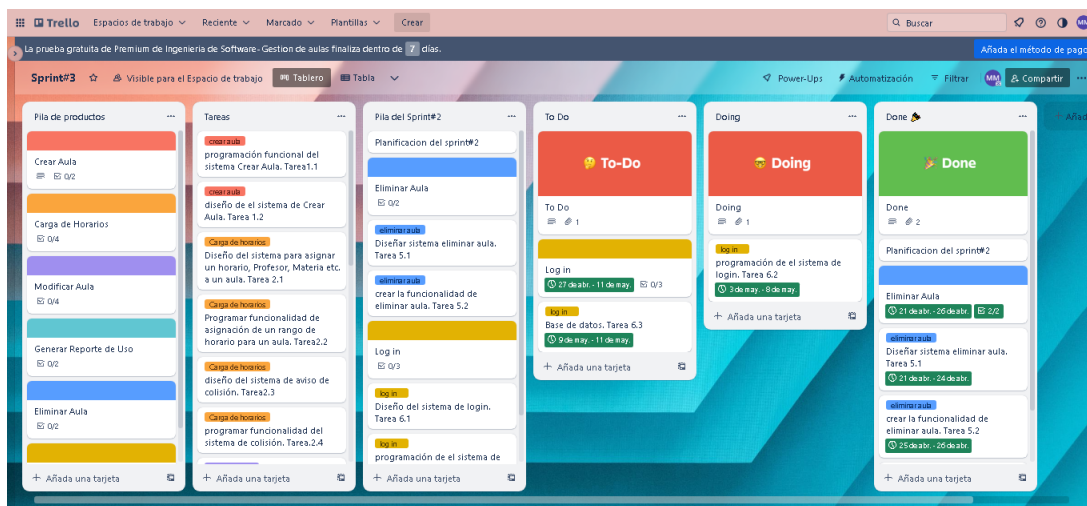 Trello
Espacios de trabajo
Reciente
Marcado
Plantillas
Crear
Buscar
La prueba gratuita de Premium de Ingenieria de Software- Gestion de aulas finaliza dentro de 7 días.
Añada el método de pago
Sprint#3
Visible para el Espacio de trabajo
Tablero
Tabla
Power-Ups
Automatización
Filtrar
MM
Compartir
Pila de productos
Crear Aula
0/2
Carga de Horarios
0/4
Modificar Aula
0/4
Generar Reporte de Uso
0/2
Eliminar Aula
0/2
+ Añada una tarjeta
Tareas
crear aula
programación funcional del
sistema Crear Aula. Tarea1.1
crear aula
diseño de el sistema de Crear
Aula. Tarea 1.2
Carga de horarios
Diseño del sistema para asignar
un horario, Profesor, Materia etc.
a un aula. Tarea 2.1
Carga de horarios
Programar funcionalidad de
asignación de un rango de
horario para un aula. Tarea2.2
Carga de horarios
diseño del sistema de aviso de
colisión. Tarea2.3
Carga de horarios
programar funcionalidad del
sistema de colisión. Tarea.2.4
+ Añada una tarjeta
Pila del Sprint#2
Planificacion del sprint#2
Eliminar Aula
0/2
eliminar aula
Diseñar sistema eliminar aula.
Tarea 5.1
eliminar aula
crear la funcionalidad de
eliminar aula. Tarea 5.2
Log in
0/3
log in
Diseño del sistema de login.
Tarea 6.1
log in
programación de el sistema de
+ Añada una tarjeta
To Do
To-Do
To Do
1
Log in
27 de abr. - 11 de may.
0/3
log in
Base de datos. Tarea 6.3
9 de may. - 11 de may.
+ Añada una tarjeta
Doing
Doing
Doing
1
log in
programación de el sistema de
login. Tarea 6.2
3 de may. - 8 de may.
+ Añada una tarjeta
Done
Done
Done
2
Planificacion del sprint#2
Eliminar Aula
21 de abr. - 26 de abr.
2/2
eliminar aula
Diseñar sistema eliminar aula.
Tarea 5.1
21 de abr. - 24 de abr.
eliminar aula
crear la funcionalidad de
eliminar aula. Tarea 5.2
25 de abr. - 26 de abr.
+ Añada una tarjeta
+ Añad